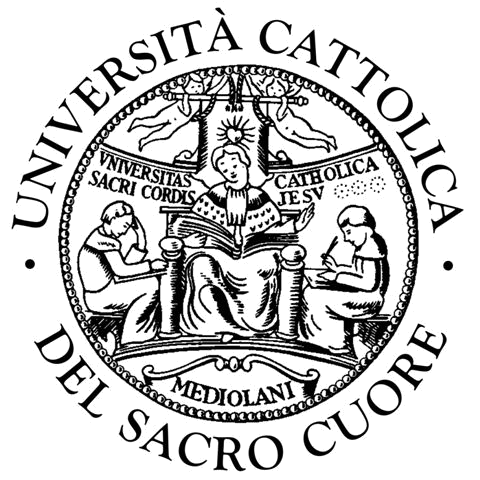 UNIVERSITÀ CATTOLICA
DEL SACRO CUORE
VNIVERSITAS CATHOLICA
SACRI CORDIS JESV
MEDIOLANI